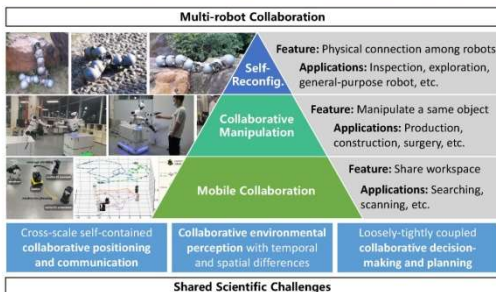 Multi-robot Collaboration
Self-
Reconfig.
Feature: Physical connection among robots
Applications: Inspection, exploration,
general-purpose robot, etc.
Collaborative
Manipulation
Feature: Manipulate a same object
Applications: Production,
construction, surgery, etc.
Mobile Collaboration
Feature: Share workspace
Applications: Searching,
scanning, etc.
Cross-scale self-contained
collaborative positioning
and communication
Collaborative environmental
perception with temporal
and spatial differences
Loosely-tightly coupled
collaborative decision-
making and planning
Shared Scientific Challenges